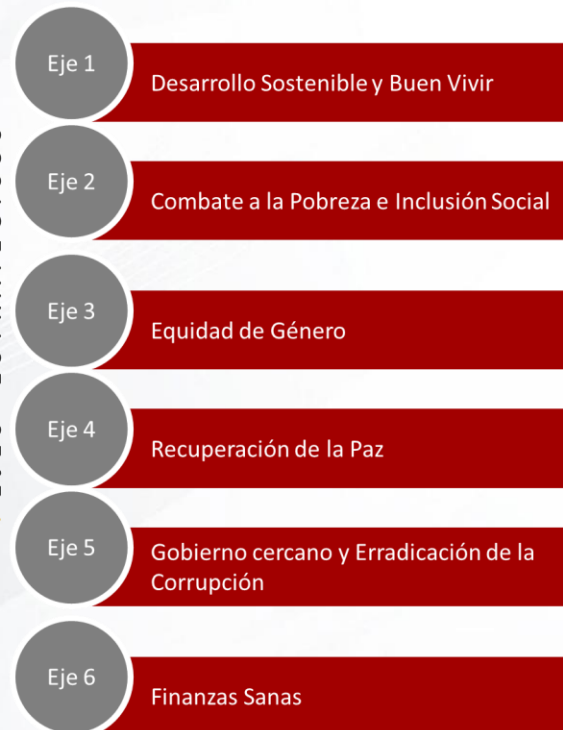 Eje 1
Desarrollo Sostenible y Buen Vivir
Eje 2
Combate a la Pobreza e Inclusión Social
Eje 3
Equidad de Género
Eje 4
Recuperación de la Paz
Eje 5
Gobierno cercano y Erradicación de la
Corrupción
Eje 6
Finanzas Sanas